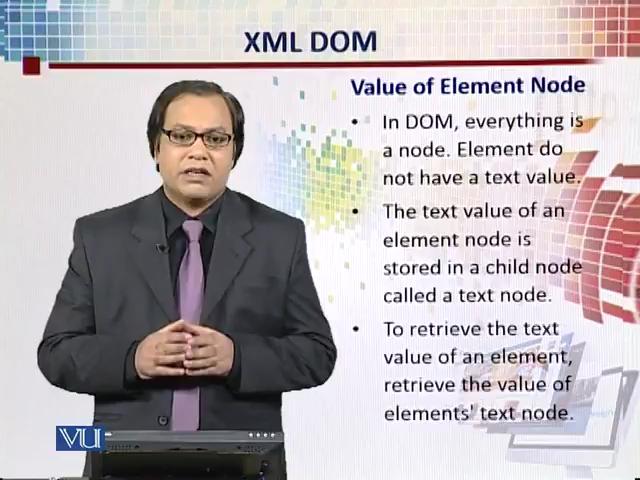 XML DOM
Value of Element Node
• In DOM, everything is
a node. Element do
not have a text value.
• The text value of an
element node is
stored in a child node
called a text node.
• To retrieve the text
value of an element,
retrieve the value of
elements' text node.
VU